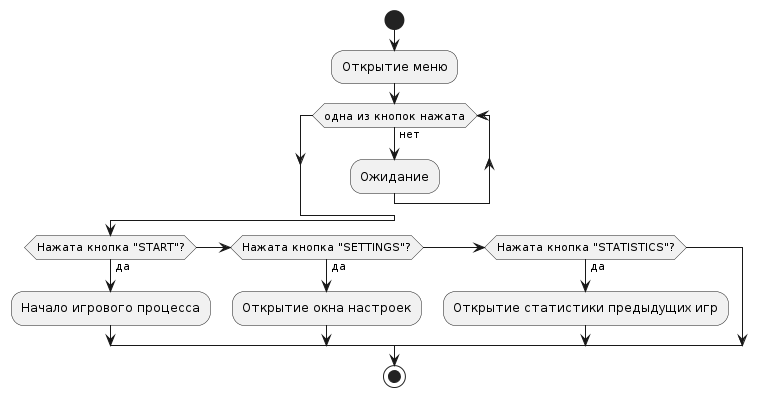 Открытие меню
одна из кнопок нажата
нет
Ожидание
Нажата кнопка "START"?
Нажата кнопка "SETTINGS"?
Нажата кнопка "STATISTICS"?
да
да
да
Начало игрового процесса
Открытие окна настроек
Открытие статистики предыдущих игр